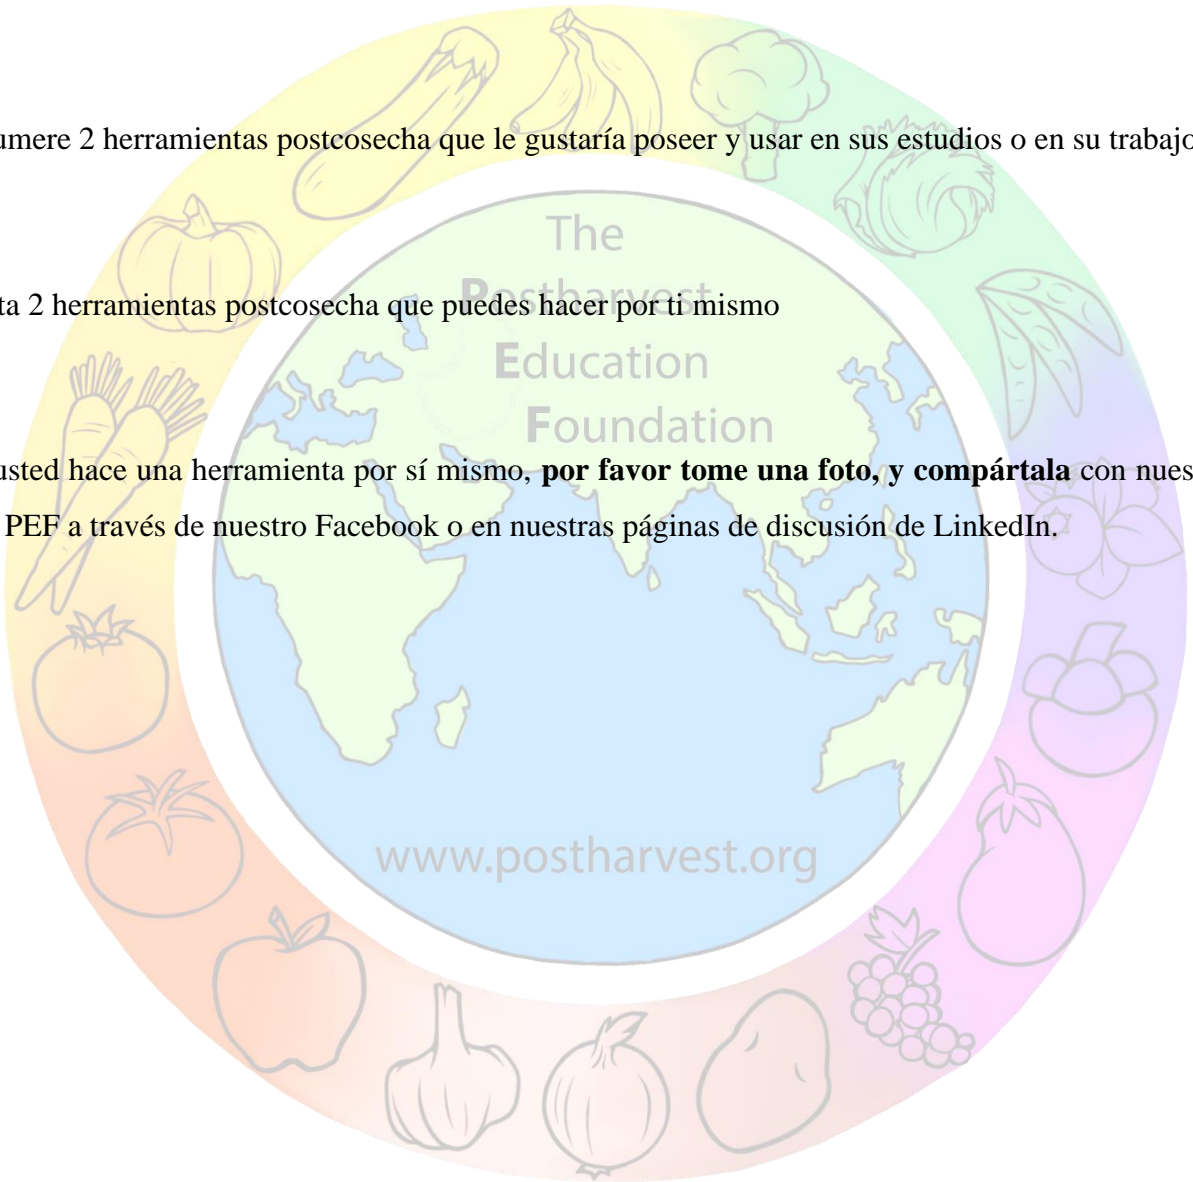 umere 2 herramientas postcosecha que le gustaría poseer y usar en sus estudios o en su trabajo
The
ta 2 herramientas postcosecha que puedes hacer por ti mismo
Postharvest
Education
Foundation
usted hace una herramienta por sí mismo, por favor tome una foto, y compártala con nues
PEF a través de nuestro Facebook o en nuestras páginas de discusión de LinkedIn.
www.postharvest.org